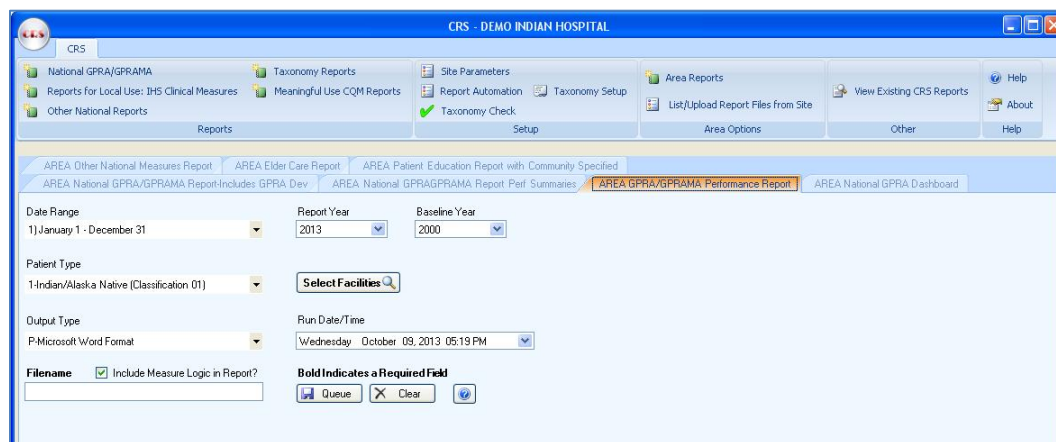 CRS - DEMO INDIAN HOSPITAL
CRS
CRS
National GPRA/GPRAMA
Taxonomy Reports
Site Parameters
Area Reports
Help
Reports for Local Use: IHS Clinical Measures
Meaningful Use CQM Reports
Report Automation
Taxonomy Setup
View Existing CRS Reports
Other National Reports
Taxonomy Check
List/Upload Report Files from Site
About
Reports
Setup
Area Options
Other
Help
AREA Other National Measures Report
AREA Elder Care Report
AREA Patient Education Report with Community Specified
AREA National GPRA/GPRAMA Report-Includes GPRA Dev
AREA National GPRAGPRAMA Report Perf Summaries
AREA GPRA/GPRAMA Performance Report
AREA National GPRA Dashboard
Date Range
Report Year
Baseline Year
1) January 1 - December 31
2013
2000
Patient Type
1-Indian/Alaska Native (Classification 01)
Select Facilities
Output Type
Run Date/Time
P-Microsoft Word Format
Wednesday October 09, 2013 05:19 PM
Filename
Include Measure Logic in Report?
Bold Indicates a Required Field
Queue
Clear